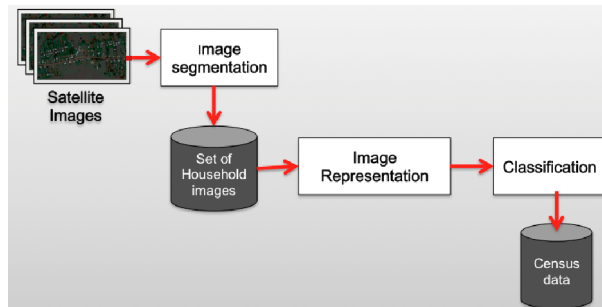 Image
segmentation
Satellite
Images
Set of
Household
images
Image
Representation
Classification
Census
data